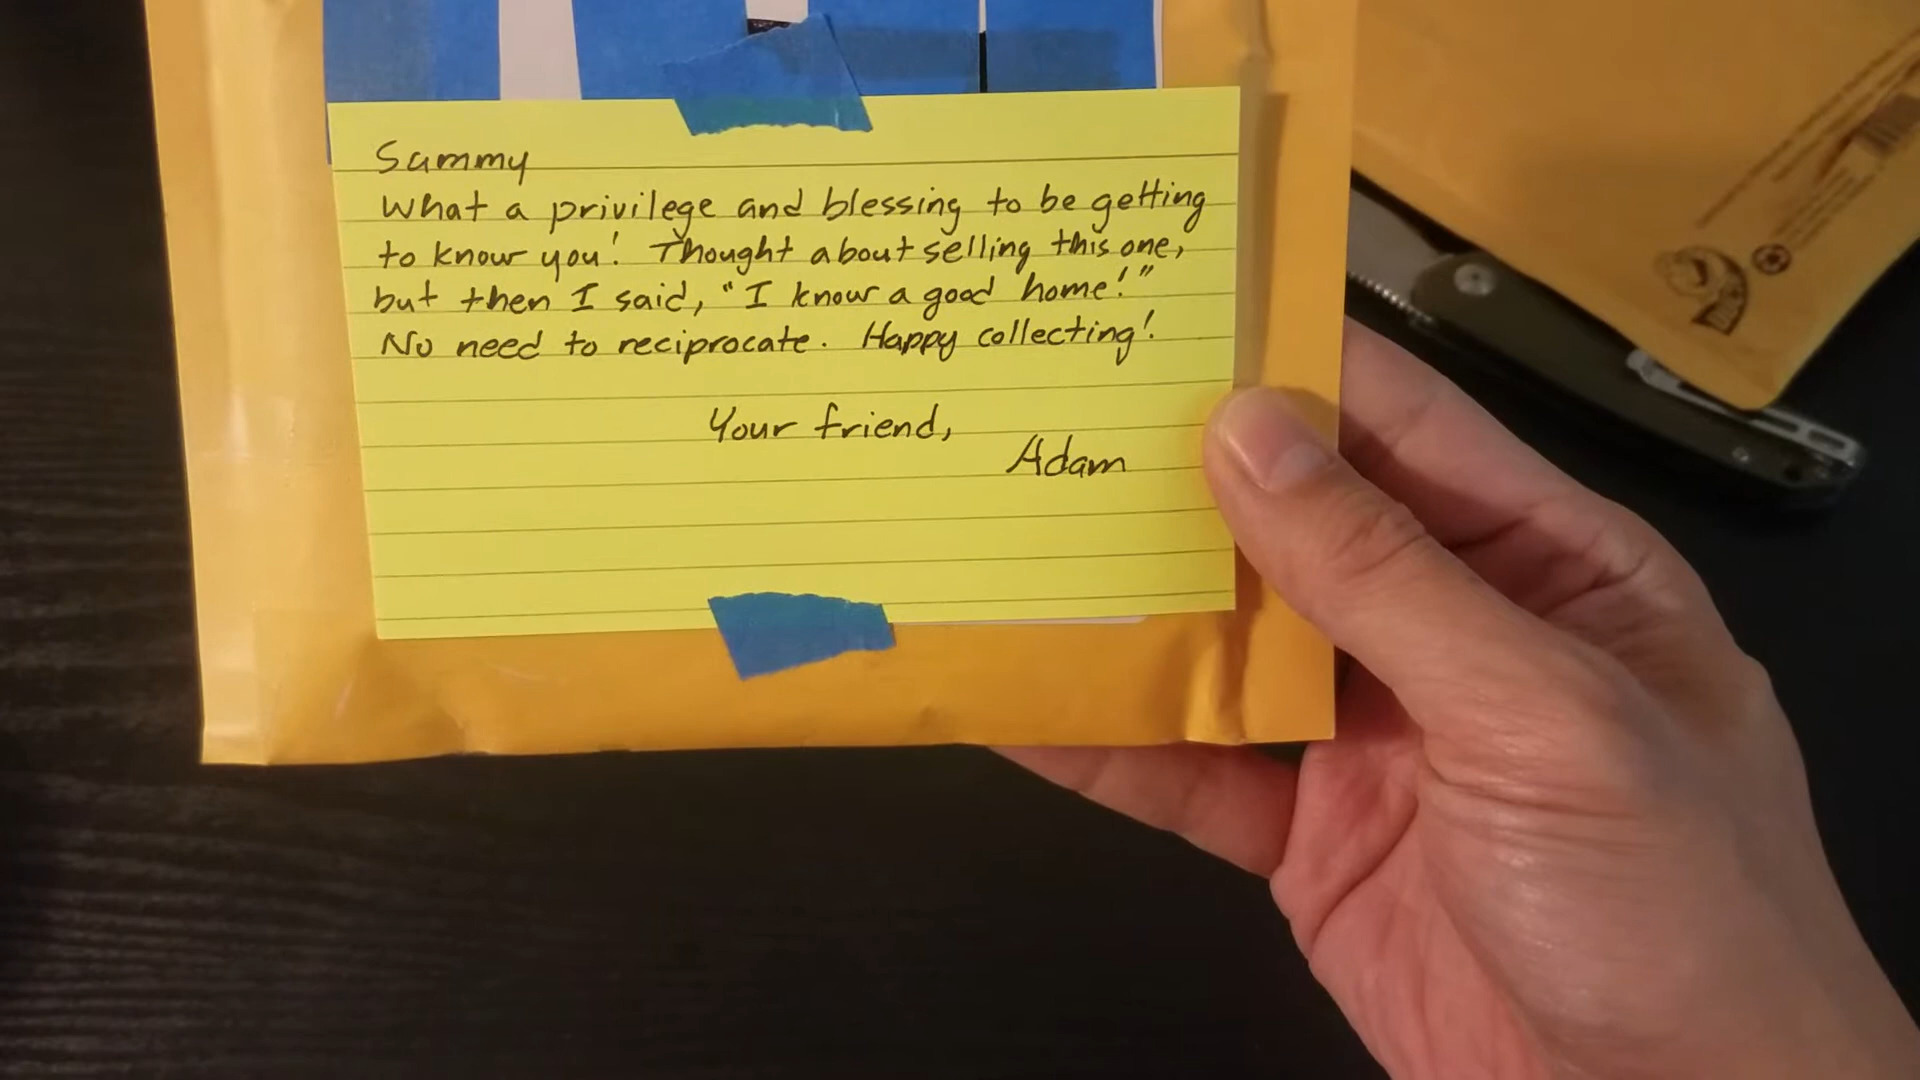 Sammy
What a privilege and blessing to be getting
to know you! Thought about selling this one,
but then I said, "I know a good home!"
No need to reciprocate. Happy collecting!
Your friend,
Adam